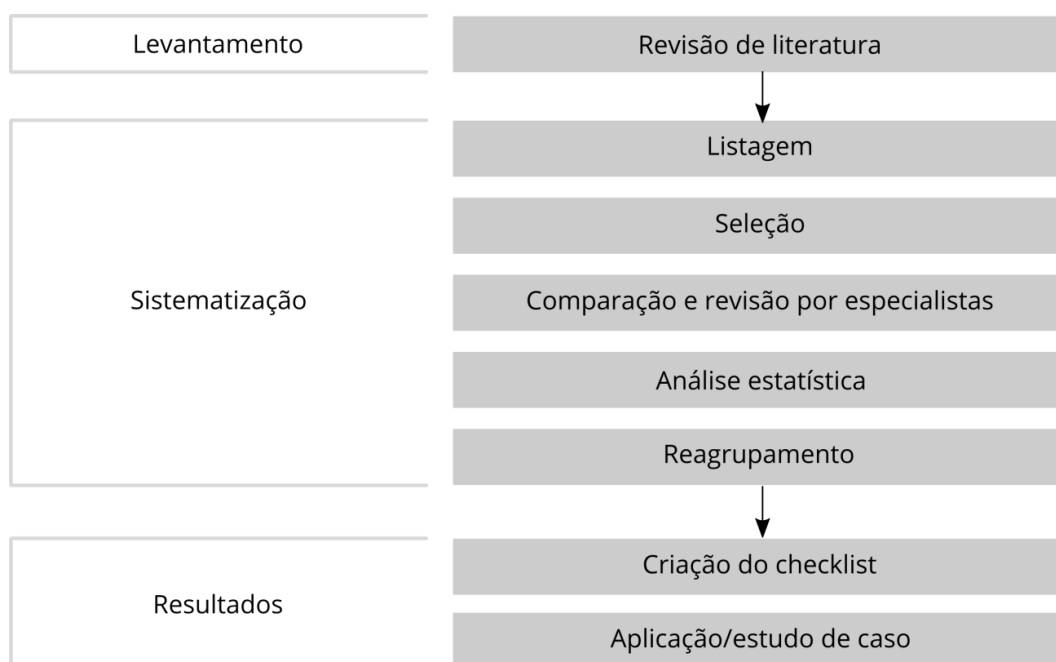 Levantamento
Revisão de literatura
Listagem
Seleção
Sistematização
Comparação e revisão por especialistas
Análise estatística
Reagrupamento
Criação do checklist
Resultados
Aplicação/estudo de caso